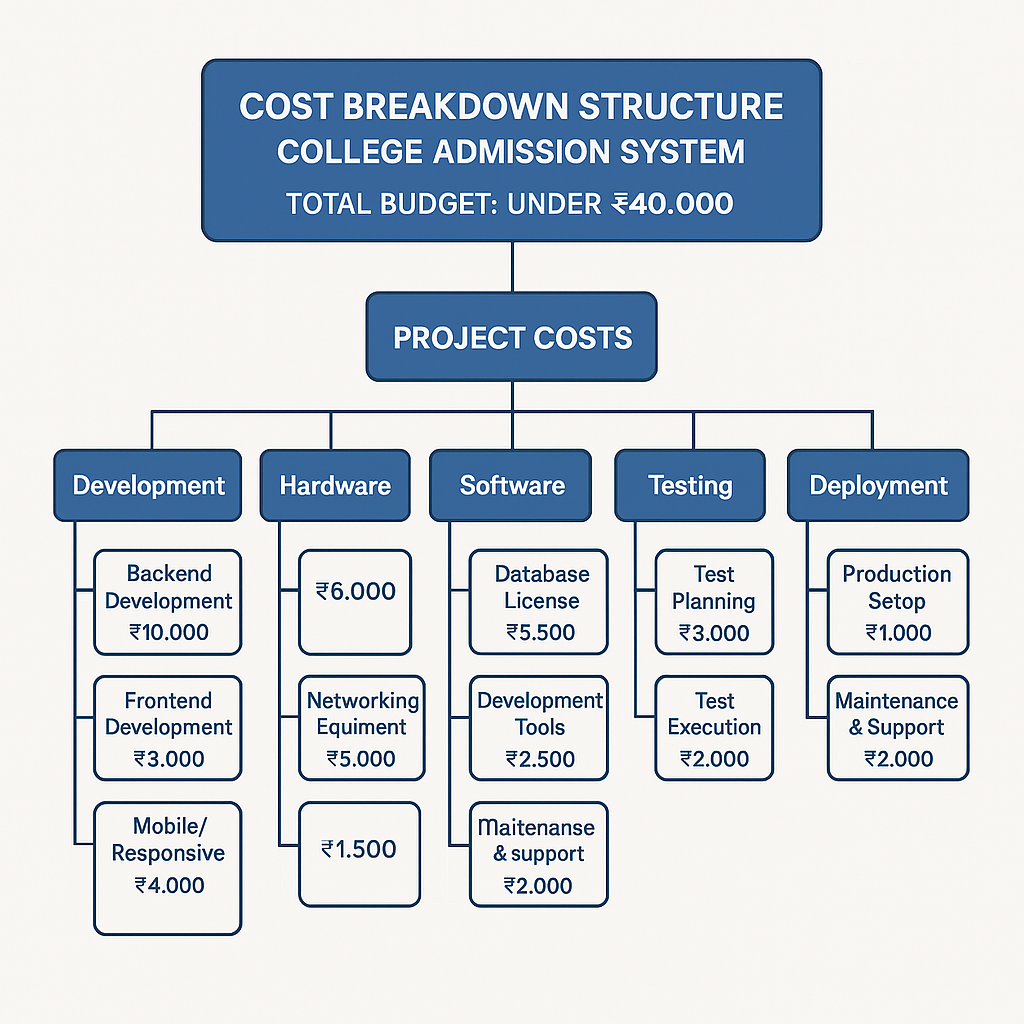 COST BREAKDOWN STRUCTURE
COLLEGE ADMISSION SYSTEM
TOTAL BUDGET: UNDER ₹40.000
PROJECT COSTS
Development
Backend
Development
₹10.000
Frontend
Development
₹3.000
Mobile/
Responsive
₹4.000
Hardware
₹6.000
Networking
Equiment
₹5.000
₹1.500
Software
Database
License
₹5.500
Development
Tools
₹2.500
Maitenanse
& support
₹2.000
Testing
Test
Planning
₹3.000
Test
Execution
₹2.000
Deployment
Production
Setop
₹1.000
Maintenance
& Support
₹2.000